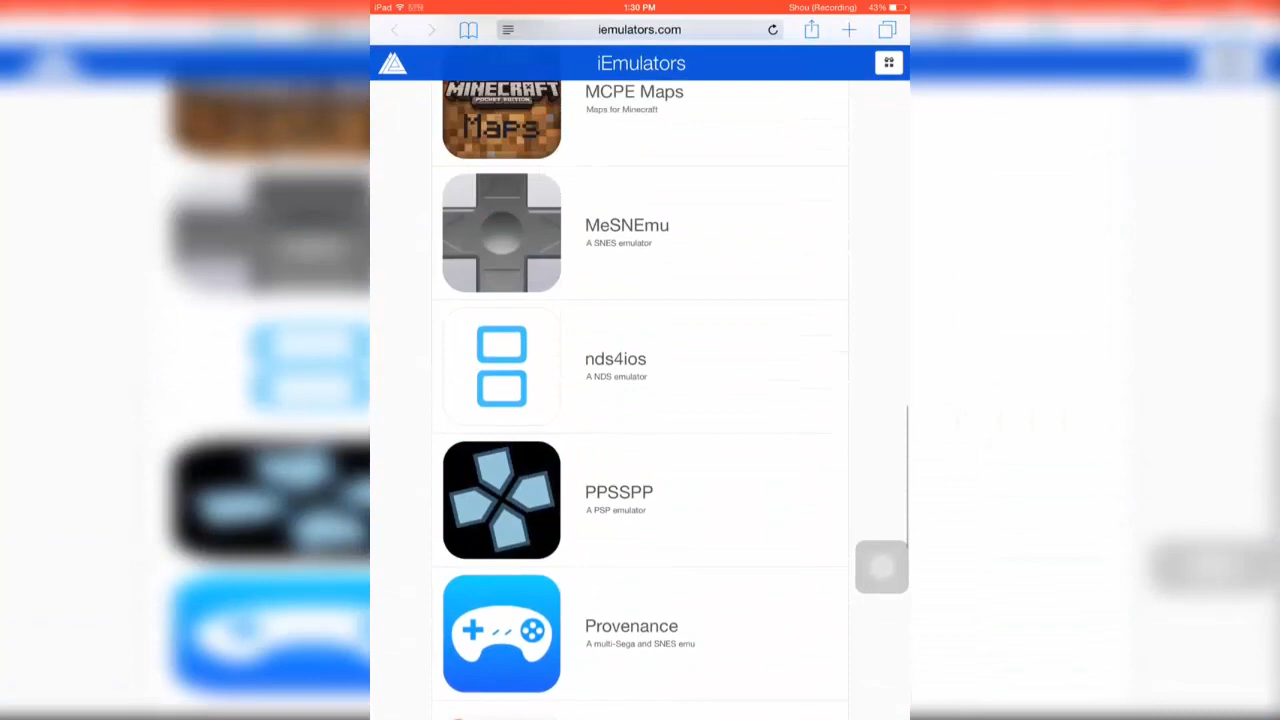 iPad 1:30 PM Shou (Recording) 43%
iemulators.com
iEmulators
MINECRAFT
POCKET EDITION
Maps
MCPE Maps
Maps for Minecraft
MeSNEmu
A SNES emulator
nds4ios
A NDS emulator
PPSSPP
A PSP emulator
Provenance
A multi-Sega and SNES emu